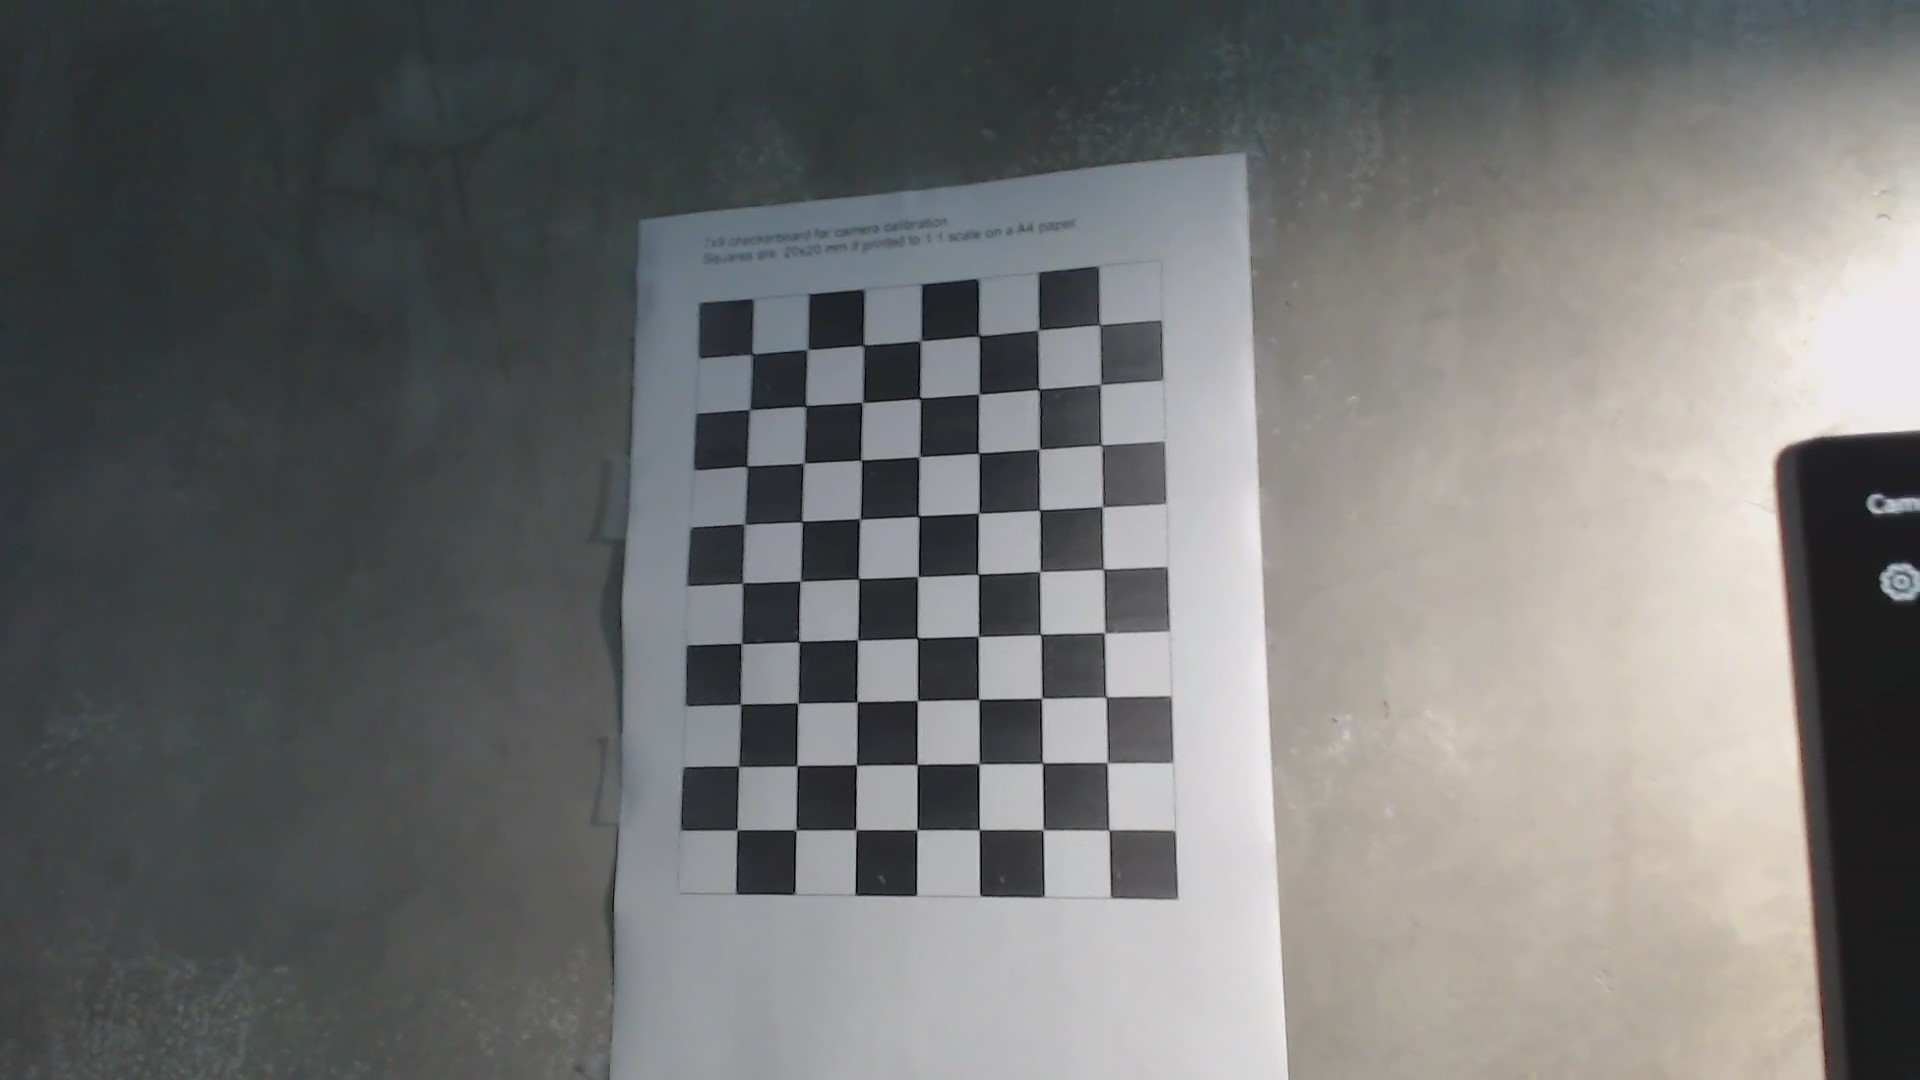 7x9 checkerboard for camera calibration
Squares are 20x20 mm if printed to 1:1 scale on a A4 paper
Cam